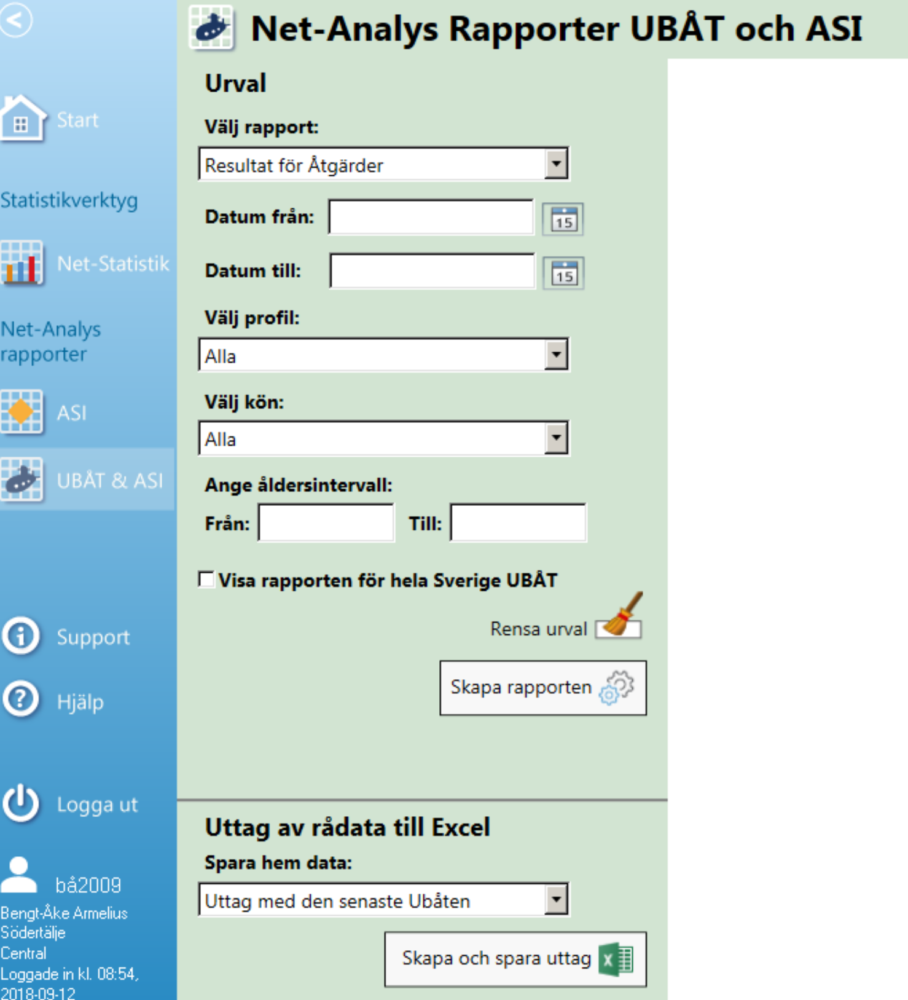 Net-Analys Rapporter UBÅT och ASI
Start
Statistikverktyg
Net-Statistik
Net-Analys
rapporter
ASI
UBÅT & ASI
Support
Hjälp
Logga ut
bå2009
Bengt-Åke Armelius
Södertälje
Central
Loggade in kl. 08:54,
2018-09-12
Urval
Välj rapport:
Resultat för Åtgärder
Datum från:
15
Datum till:
15
Välj profil:
Alla
Välj kön:
Alla
Ange åldersintervall:
Från: Till:
Visa rapporten för hela Sverige UBÅT
Rensa urval
Skapa rapporten
Uttag av rådata till Excel
Spara hem data:
Uttag med den senaste Ubåten
Skapa och spara uttag